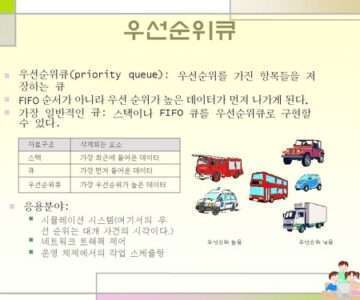 우선순위큐
우선순위큐(priority queue): 우선순위를 가진 항목들을 저
장하는 큐
FIFO 순서가 아니라 우선 순위가 높은 데이터가 먼저 나가게 된다.
가장 일반적인 큐: 스택이나 FIFO 큐를 우선순위큐로 구현할
수 있다.
자료구조 삭제되는 요소
스택 가장 최근에 들어온 데이터
큐 가장 먼저 들어온 데이터
우선순위큐 가장 우선순위가 높은 데이터
응용분야:
시뮬레이션 시스템(여기서의 우
선 순위는 대개 사건의 시각이다.)
네트워크 트래픽 제어
운영 체제에서의 작업 스케쥴링
우선순위 높음 우선순위 낮음